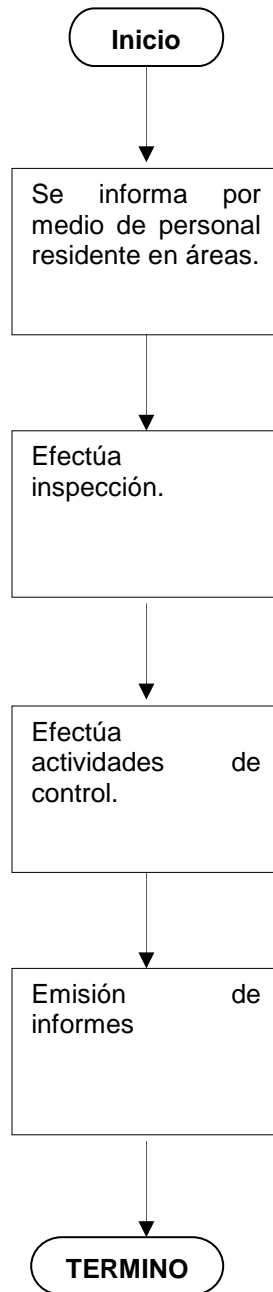 Inicio
Se informa por
medio de personal
residente en áreas.
Efectúa
inspección.
Efectúa
actividades de
control.
Emisión de
informes
TERMINO